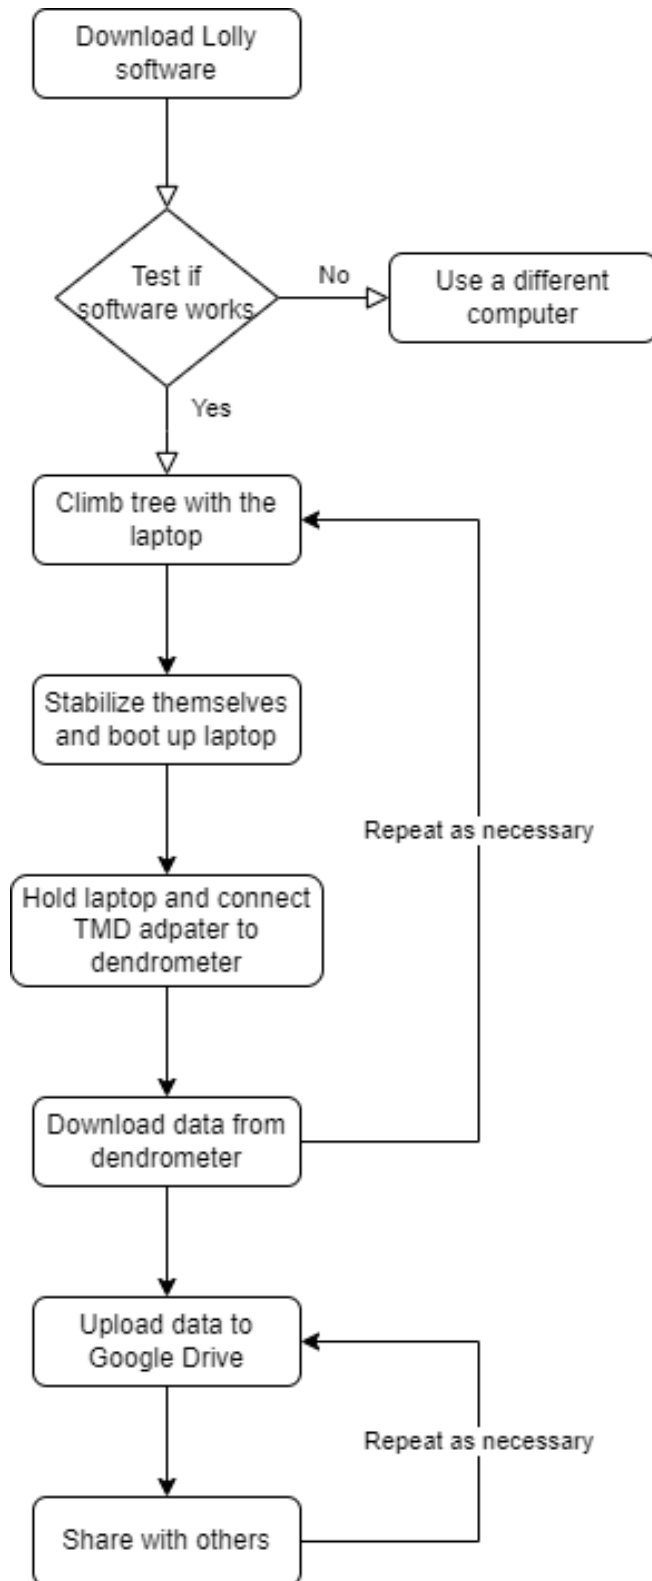 Download Lolly
software
Test if
software works
No
Use a different
computer
Yes
Climb tree with the
laptop
Stabilize themselves
and boot up laptop
Repeat as necessary
Hold laptop and connect
TMD adpater to
dendrometer
Download data from
dendrometer
Upload data to
Google Drive
Repeat as necessary
Share with others